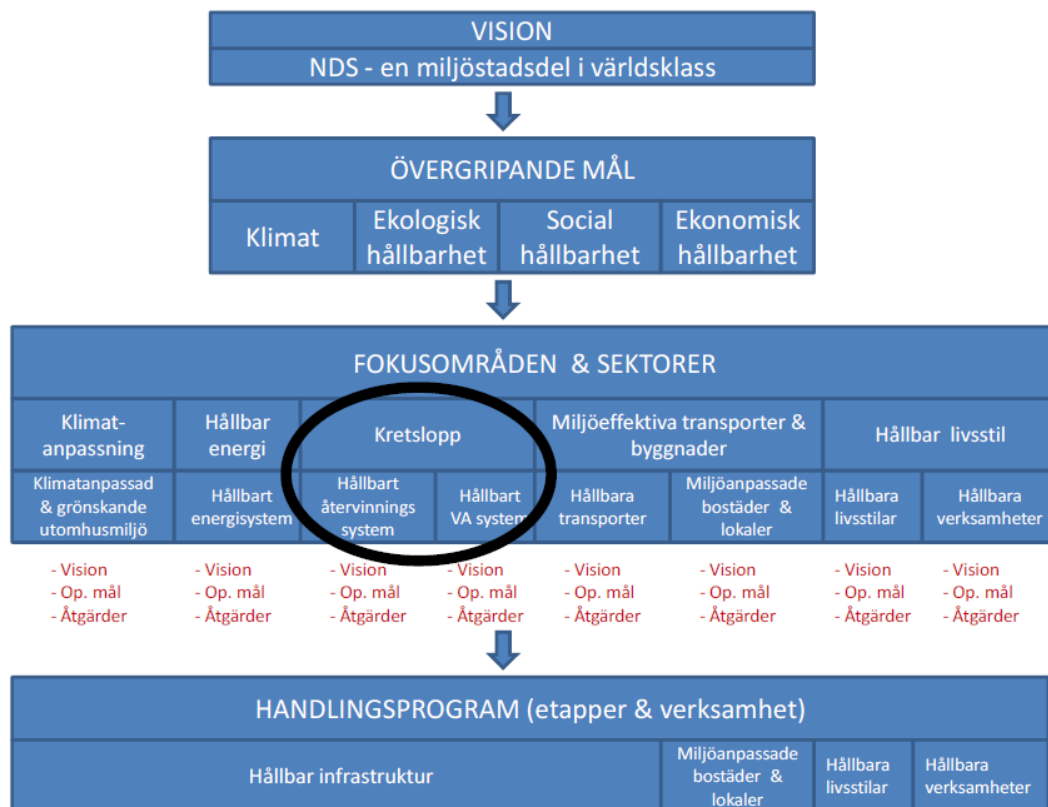 VISION
NDS - en miljöstadsdel i världsklass
ÖVERGRIPANDE MÅL
Klimat
Ekologisk
hållbarhet
Social
hållbarhet
Ekonomisk
hållbarhet
FOKUSOMRÅDEN & SEKTORER
Klimat-
anpassning
Hållbar
energi
Kretslopp
Miljöeffektiva transporter &
byggnader
Hållbar livsstil
Klimatanpassad
& grönskande
utomhusmiljö
Hållbart
energisystem
Hållbart
återvinnings
system
Hållbart
VA system
Hållbara
transporter
Miljöanpassade
bostäder &
lokaler
Hållbara
livsstilar
Hållbara
verksamheter
- Vision
- Op. mål
- Åtgärder
- Vision
- Op. mål
- Åtgärder
- Vision
- Op. mål
- Åtgärder
- Vision
- Op. mål
- Åtgärder
- Vision
- Op. mål
- Åtgärder
- Vision
- Op. mål
- Åtgärder
- Vision
- Op. mål
- Åtgärder
- Vision
- Op. mål
- Åtgärder
HANDLINGSPROGRAM (etapper & verksamhet)
Hållbar infrastruktur
Miljöanpassade
bostäder &
lokaler
Hållbara
livsstilar
Hållbara
verksamheter